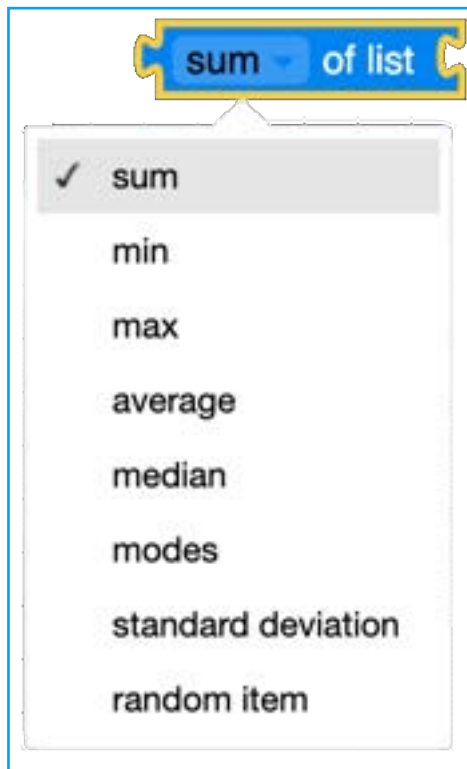 sum of list
✓ sum
min
max
average
median
modes
standard deviation
random item